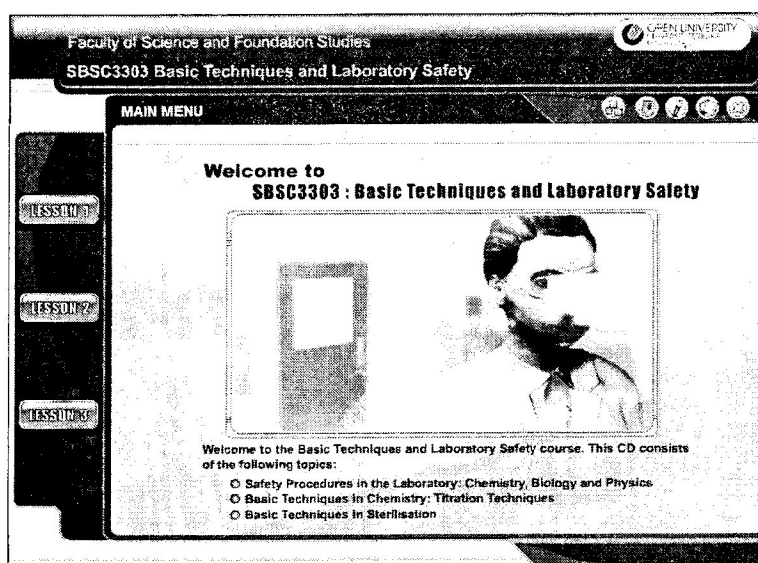 OPEN UNIVERSITY
Faculty of Science and Foundation Studies
SBSC3303 Basic Techniques and Laboratory Safety
MAIN MENU
Welcome to
SBSC3303 : Basic Techniques and Laboratory Safety
LESSON 1
LESSON 2
LESSON 3
Welcome to the Basic Techniques and Laboratory Safety course. This CD consists
of the following topics:
Safety Procedures in the Laboratory: Chemistry, Biology and Physics
Basic Techniques in Chemistry: Titration Techniques
Basic Techniques in Sterilisation